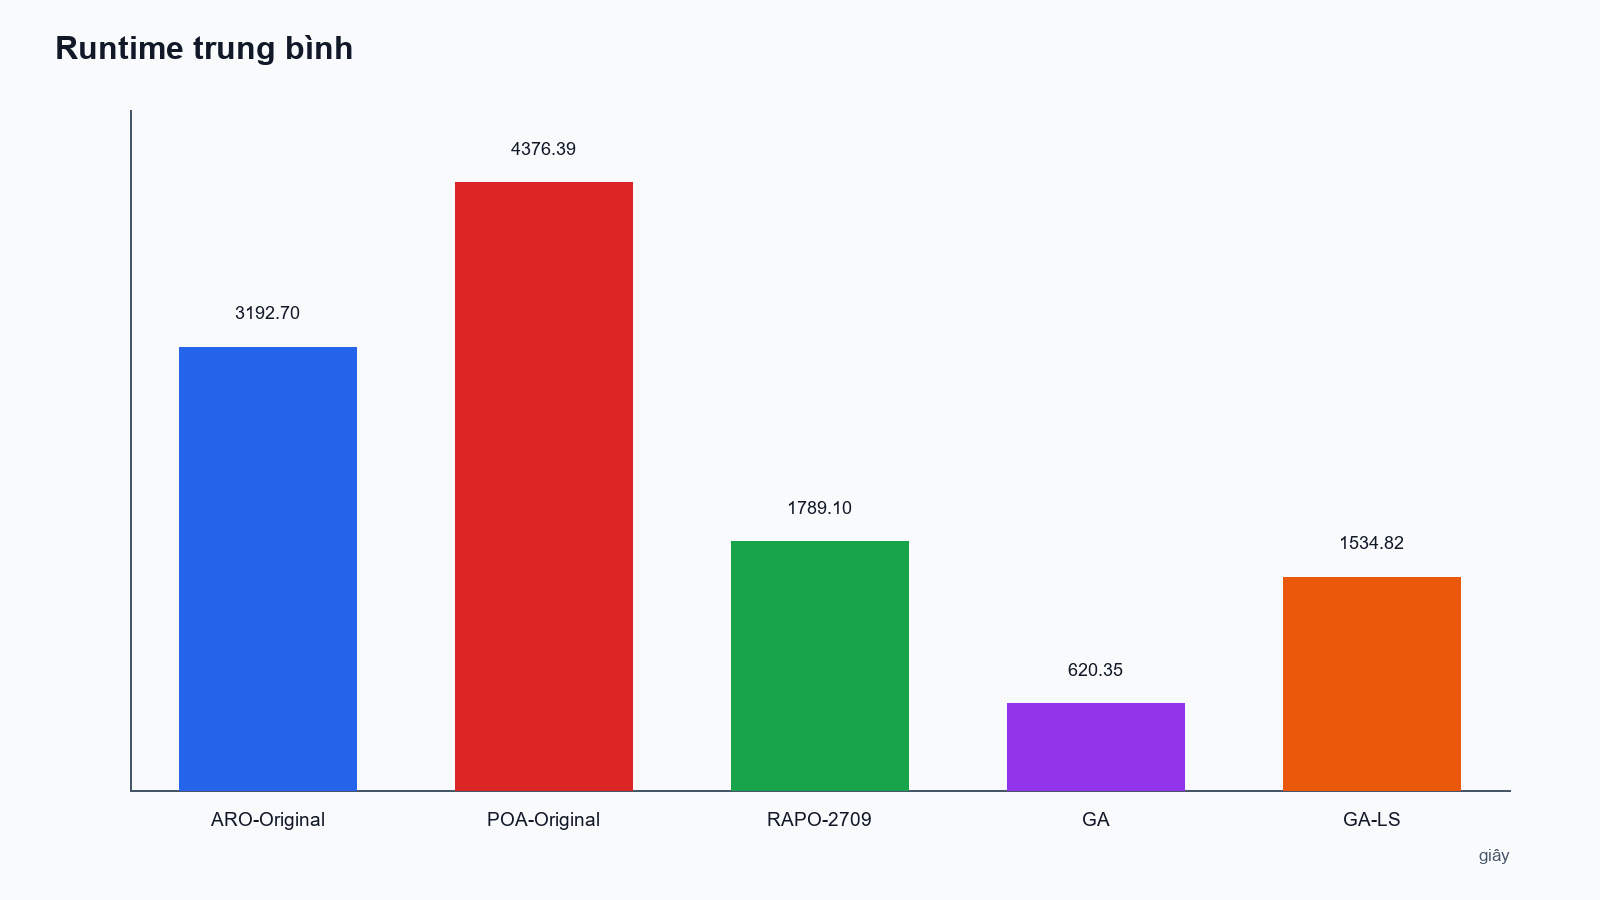 Runtime trung bình
4376.39
3192.70
1789.10
1534.82
620.35
ARO-Original
POA-Original
RAPO-2709
GA
GA-LS
giây